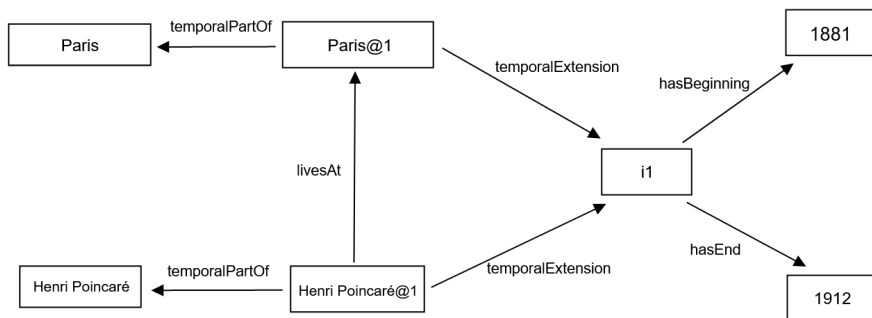 temporalPartOf
Paris
Paris@1
1881
temporalExtension
hasBeginning
livesAt
i1
hasEnd
temporalPartOf
temporalExtension
Henri Poincaré
Henri Poincaré@1
1912